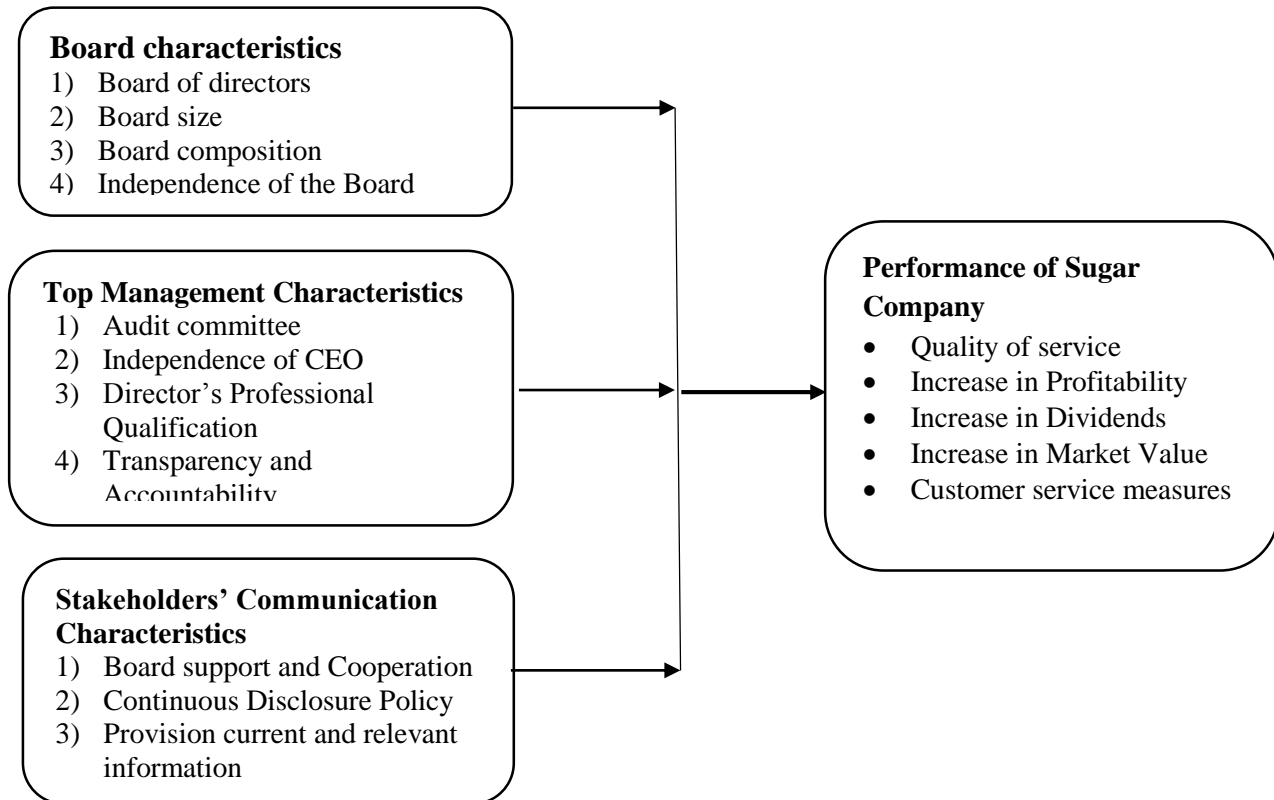 Board characteristics
1) Board of directors
2) Board size
3) Board composition
4) Independence of the Board
Top Management Characteristics
1) Audit committee
2) Independence of CEO
3) Director’s Professional
Qualification
4) Transparency and
Accountability
Stakeholders’ Communication
Characteristics
1) Board support and Cooperation
2) Continuous Disclosure Policy
3) Provision current and relevant
information
Performance of Sugar
Company
• Quality of service
• Increase in Profitability
• Increase in Dividends
• Increase in Market Value
• Customer service measures